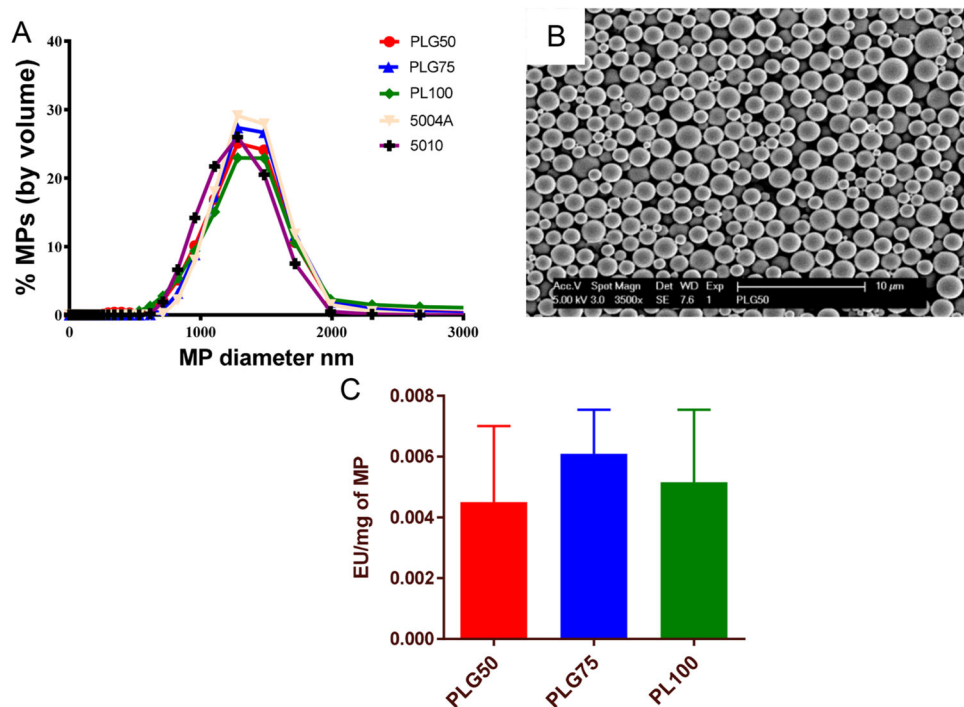 A
40
30
20
10
0
% MPs (by volume)
0
1000
2000
3000
MP diameter nm
PLG50
PLG75
PL100
5004A
5010
B
Acc.V Spot Magn Det WD Exp
5.00 kV 3.0 3500x SE 7.6 1 PLG50
10 µm
C
0.008
0.006
0.004
0.002
0.000
EU/mg of MP
PLG50
PLG75
PL100